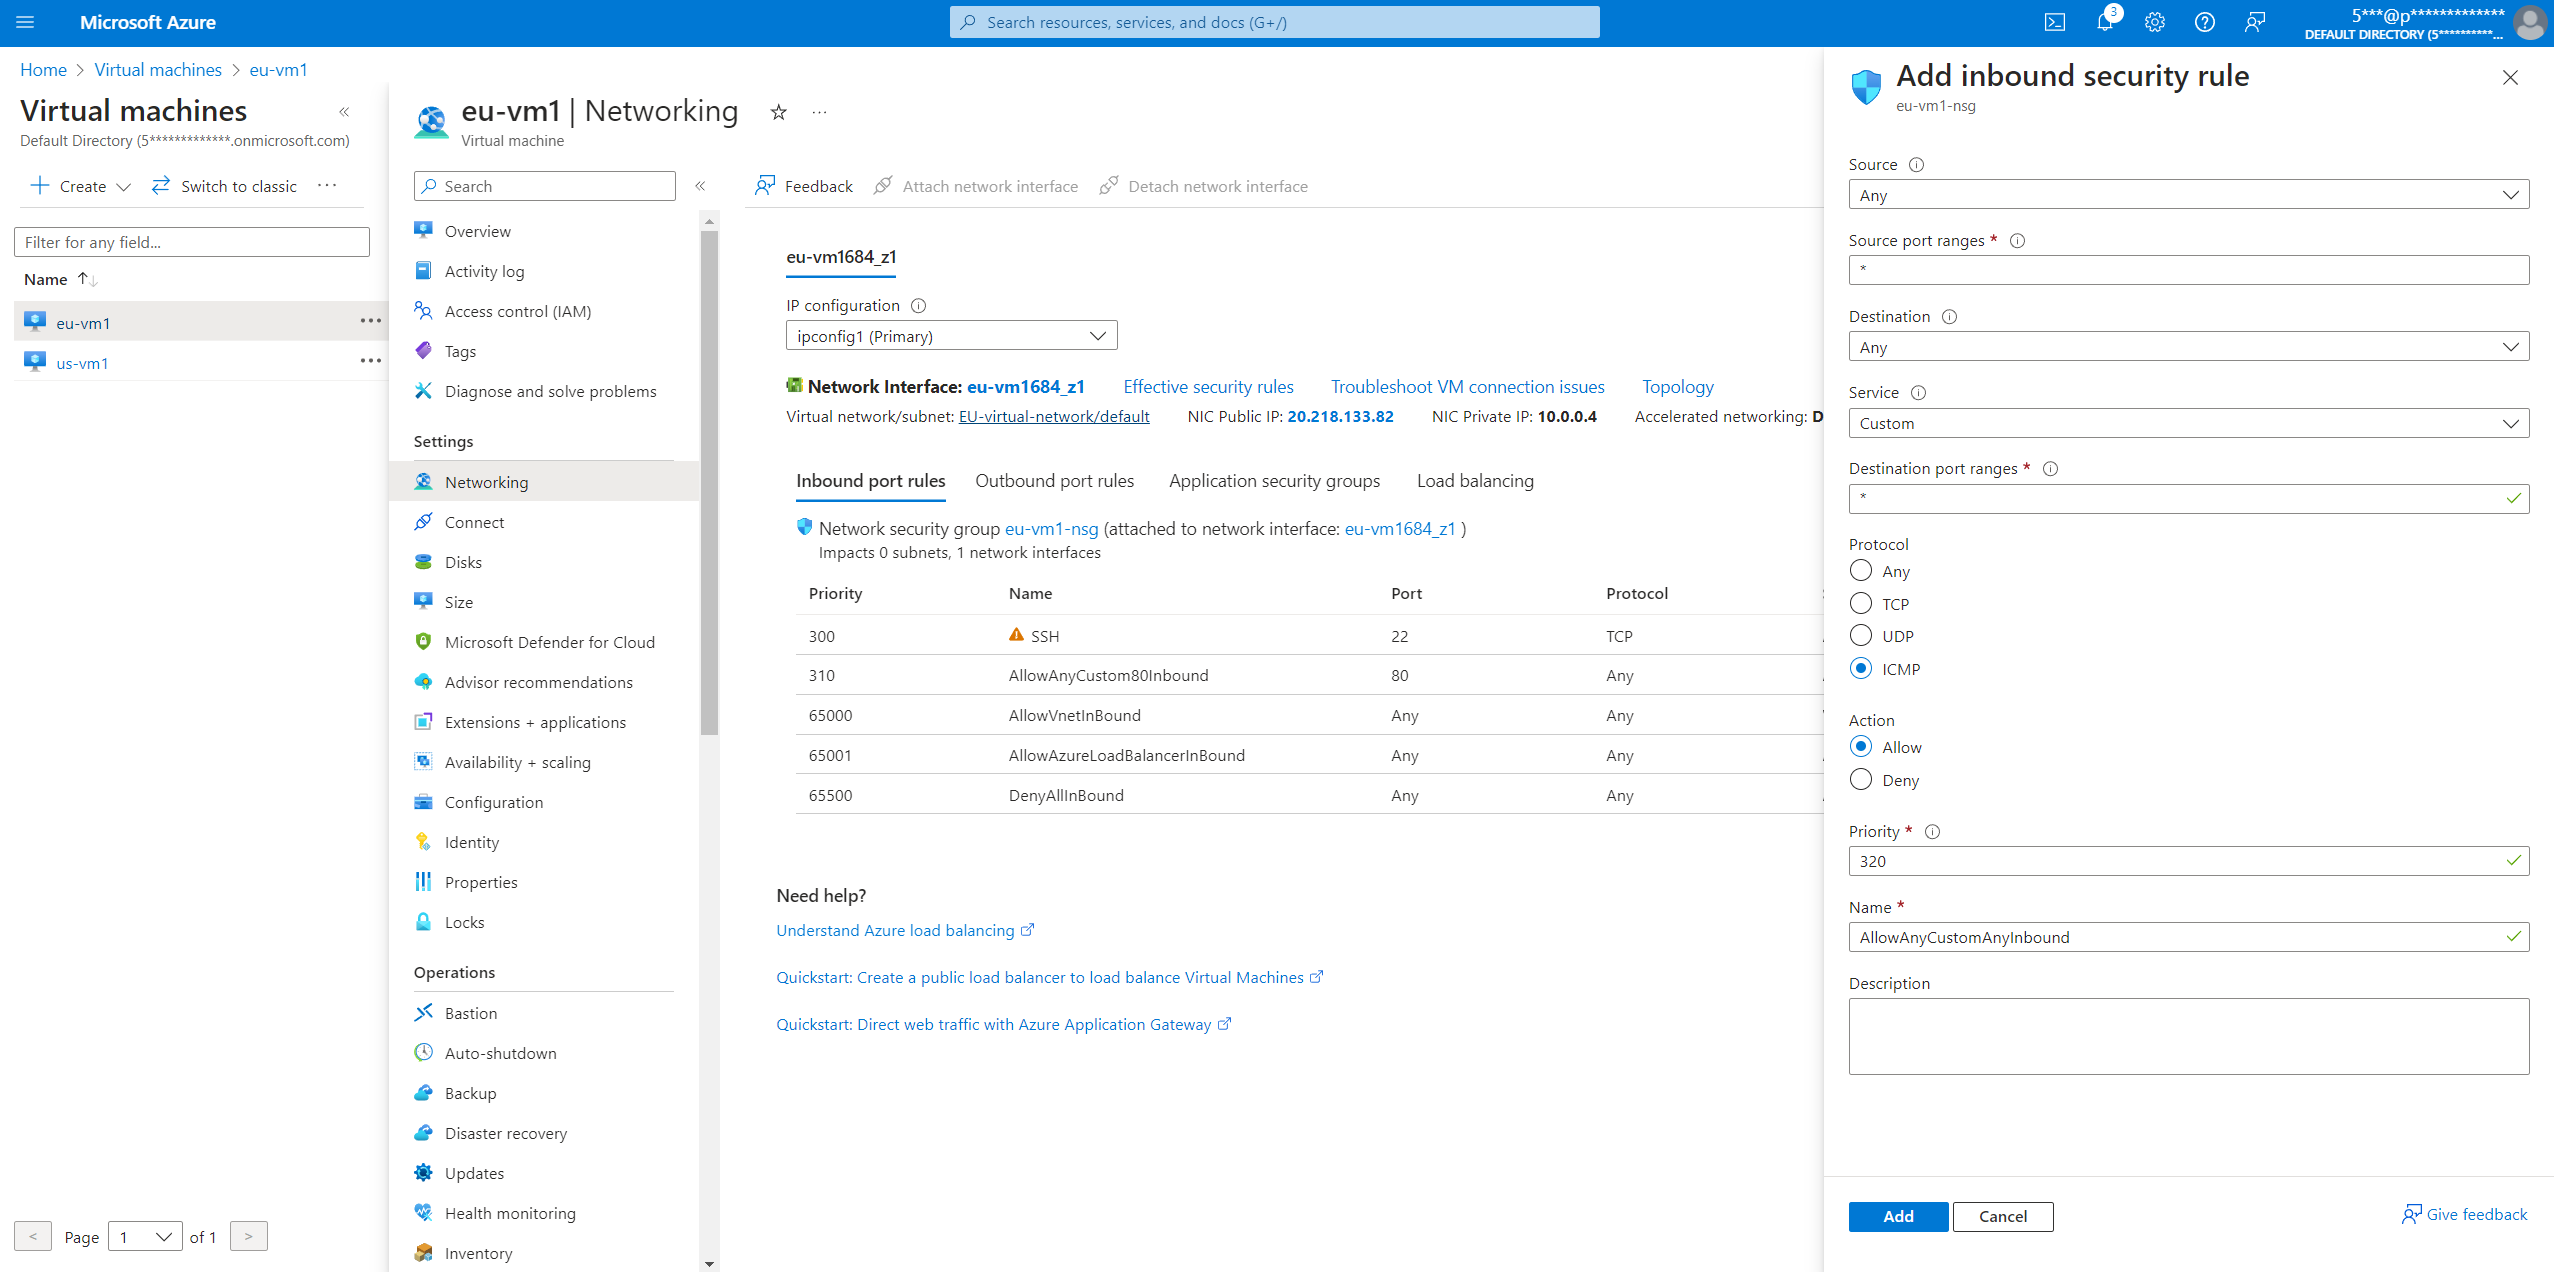 Microsoft Azure
Search resources, services, and docs (G+/)
3
5***@p*************
DEFAULT DIRECTORY (5**********...
Home > Virtual machines > eu-vm1
Virtual machines
Default Directory (5*************.onmicrosoft.com)
Create
Switch to classic
Filter for any field...
Name
eu-vm1
us-vm1
< Page 1 of 1 >
eu-vm1 | Networking
Virtual machine
Search
Overview
Activity log
Access control (IAM)
Tags
Diagnose and solve problems
Settings
Networking
Connect
Disks
Size
Microsoft Defender for Cloud
Advisor recommendations
Extensions + applications
Availability + scaling
Configuration
Identity
Properties
Locks
Operations
Bastion
Auto-shutdown
Backup
Disaster recovery
Updates
Health monitoring
Inventory
Feedback
Attach network interface
Detach network interface
eu-vm1684_z1
IP configuration
ipconfig1 (Primary)
Network Interface: eu-vm1684_z1 Effective security rules Troubleshoot VM connection issues Topology
Virtual network/subnet: EU-virtual-network/default NIC Public IP: 20.218.133.82 NIC Private IP: 10.0.0.4 Accelerated networking: D
Inbound port rules Outbound port rules Application security groups Load balancing
Network security group eu-vm1-nsg (attached to network interface: eu-vm1684_z1 )
Impacts 0 subnets, 1 network interfaces
Priority Name Port Protocol
300 SSH 22 TCP
310 AllowAnyCustom80Inbound 80 Any
65000 AllowVnetInBound Any Any
65001 AllowAzureLoadBalancerInBound Any Any
65500 DenyAllInBound Any Any
Need help?
Understand Azure load balancing
Quickstart: Create a public load balancer to load balance Virtual Machines
Quickstart: Direct web traffic with Azure Application Gateway
Add inbound security rule
eu-vm1-nsg
Source
Any
Source port ranges *
*
Destination
Any
Service
Custom
Destination port ranges *
*
Protocol
Any
TCP
UDP
ICMP
Action
Allow
Deny
Priority *
320
Name *
AllowAnyCustomAnyInbound
Description
Add
Cancel
Give feedback